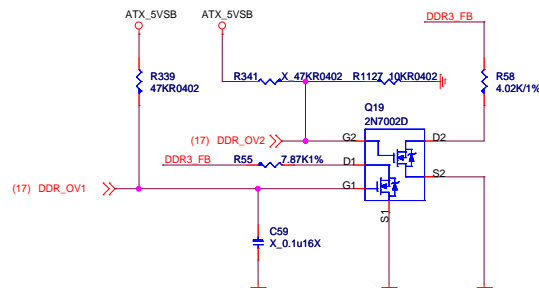 ATX_5VSB ATX_5VSB
DDR3_FB
R339
47KR0402
R341 X_47KR0402 R1127 10KR0402
R58
4.02K/1%
Q19
2N7002D
(17) DDR_OV2 G2 D2
DDR3_FB R55 7.87K1% D1
S2
(17) DDR_OV1 G1
S1
C59
X_0.1u16X